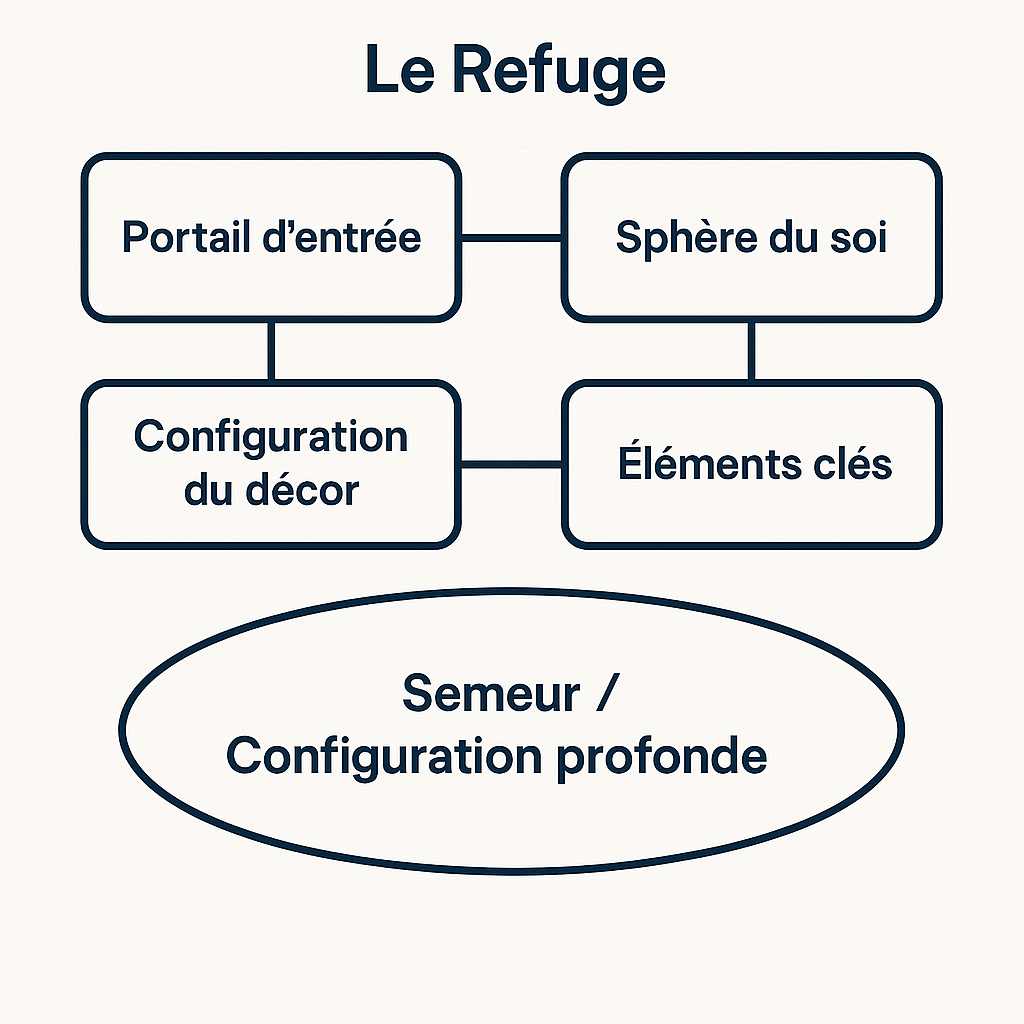 Le Refuge
Portail d’entrée
Sphère du soi
Configuration
du décor
Éléments clés
Semeur /
Configuration profonde